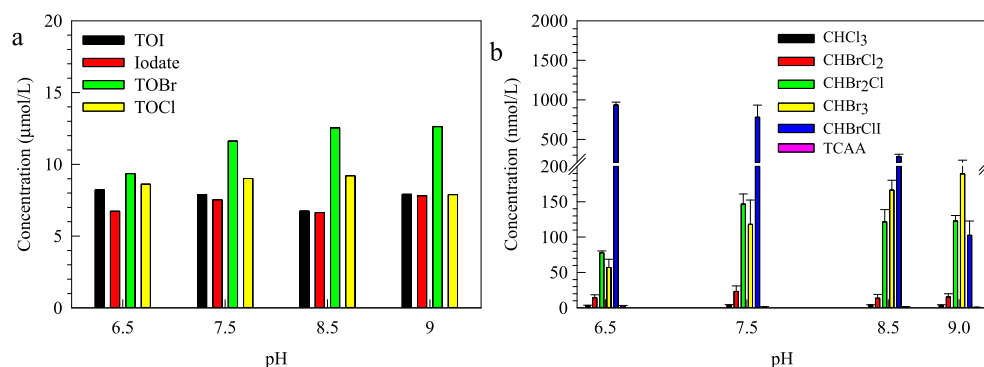 a
Concentration (μmol/L)
20
15
10
5
0
TOI
Iodate
TOBr
TOCl
6.5 7.5 8.5 9
pH
b
Concentration (nmol/L)
2000
1500
1000
500
200
150
100
50
0
CHCl₃
CHBrCl₂
CHBr₂Cl
CHBr₃
CHBrClI
TCAA
6.5 7.5 8.5 9.0
pH